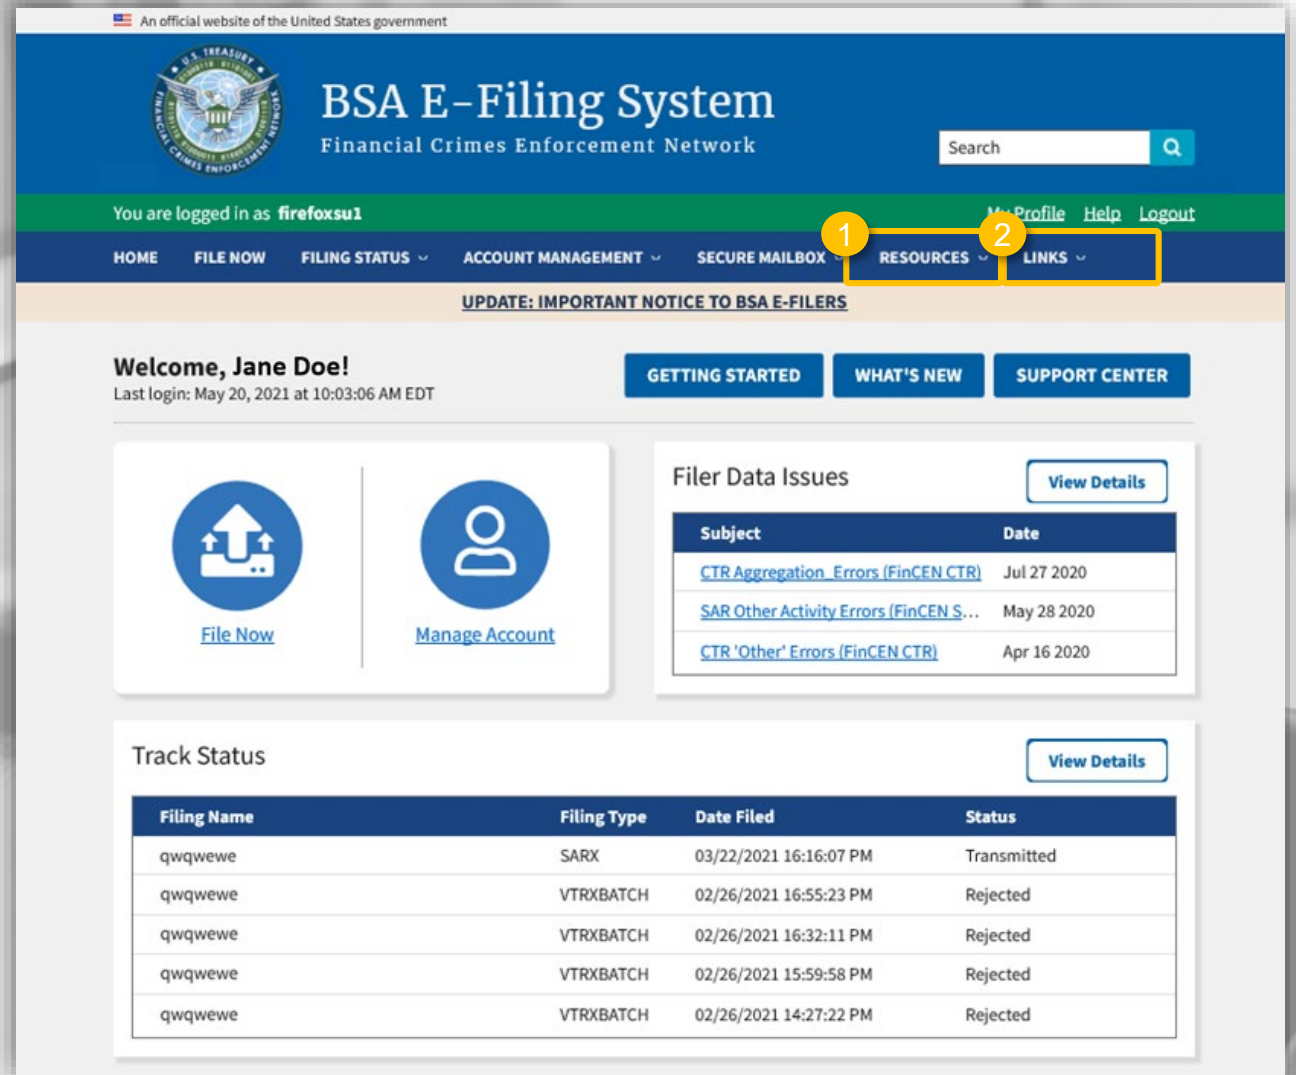 An official website of the United States government
U.S. TREASURY
FINANCIAL CRIMES ENFORCEMENT NETWORK
BSA E-Filing System
Financial Crimes Enforcement Network
Search
You are logged in as firefoxsu1
My Profile Help Logout
1 2
HOME FILE NOW FILING STATUS ACCOUNT MANAGEMENT SECURE MAILBOX RESOURCES LINKS
UPDATE: IMPORTANT NOTICE TO BSA E-FILERS
Welcome, Jane Doe!
Last login: May 20, 2021 at 10:03:06 AM EDT
GETTING STARTED WHAT'S NEW SUPPORT CENTER
File Now Manage Account
Filer Data Issues View Details
Subject Date
CTR Aggregation_Errors (FinCEN CTR) Jul 27 2020
SAR Other Activity Errors (FinCEN S... May 28 2020
CTR 'Other' Errors (FinCEN CTR) Apr 16 2020
Track Status View Details
Filing Name Filing Type Date Filed Status
qwqwewe SARX 03/22/2021 16:16:07 PM Transmitted
qwqwewe VTRXBATCH 02/26/2021 16:55:23 PM Rejected
qwqwewe VTRXBATCH 02/26/2021 16:32:11 PM Rejected
qwqwewe VTRXBATCH 02/26/2021 15:59:58 PM Rejected
qwqwewe VTRXBATCH 02/26/2021 14:27:22 PM Rejected